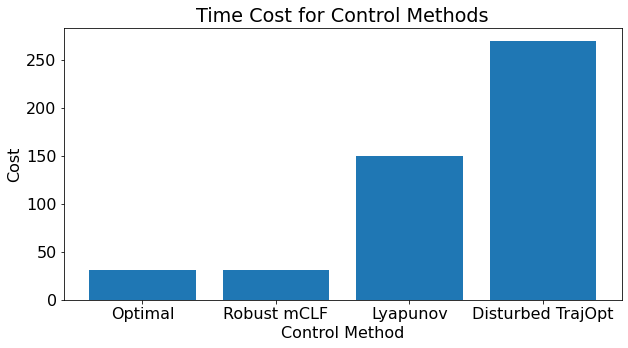 Time Cost for Control Methods
250
200
150
100
50
0
Cost
Optimal Robust mCLF Lyapunov Disturbed TrajOpt
Control Method